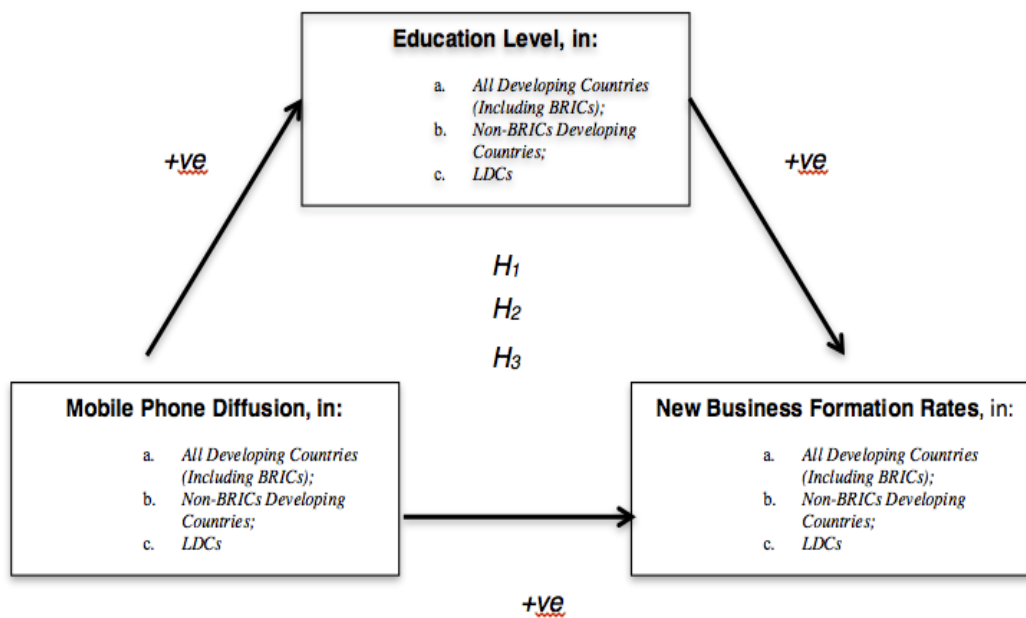 Education Level, in:
a. All Developing Countries
(Including BRICs);
b. Non-BRICs Developing
Countries;
c. LDCs
+ve
+ve
H1
H2
H3
Mobile Phone Diffusion, in:
a. All Developing Countries
(Including BRICs);
b. Non-BRICs Developing
Countries;
c. LDCs
New Business Formation Rates, in:
a. All Developing Countries
(Including BRICs);
b. Non-BRICs Developing
Countries;
c. LDCs
+ve